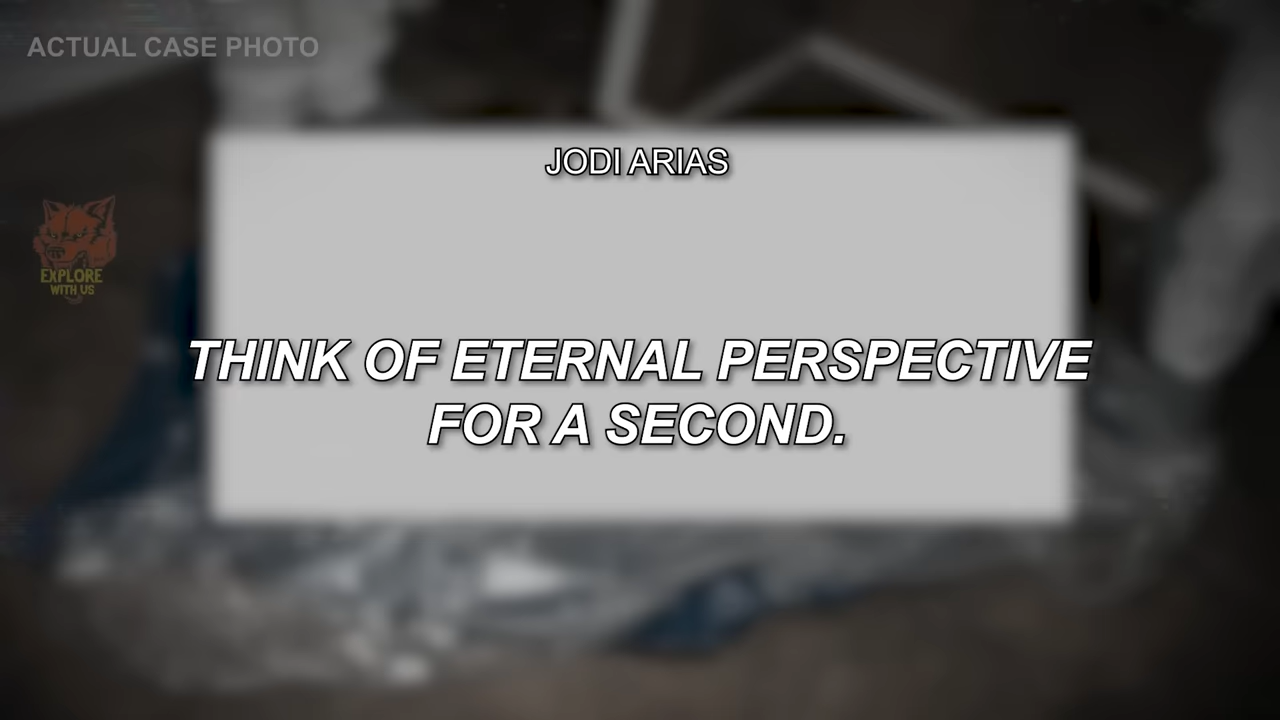 ACTUAL CASE PHOTO
JODI ARIAS
EXPLORE
WITH US
THINK OF ETERNAL PERSPECTIVE
FOR A SECOND.